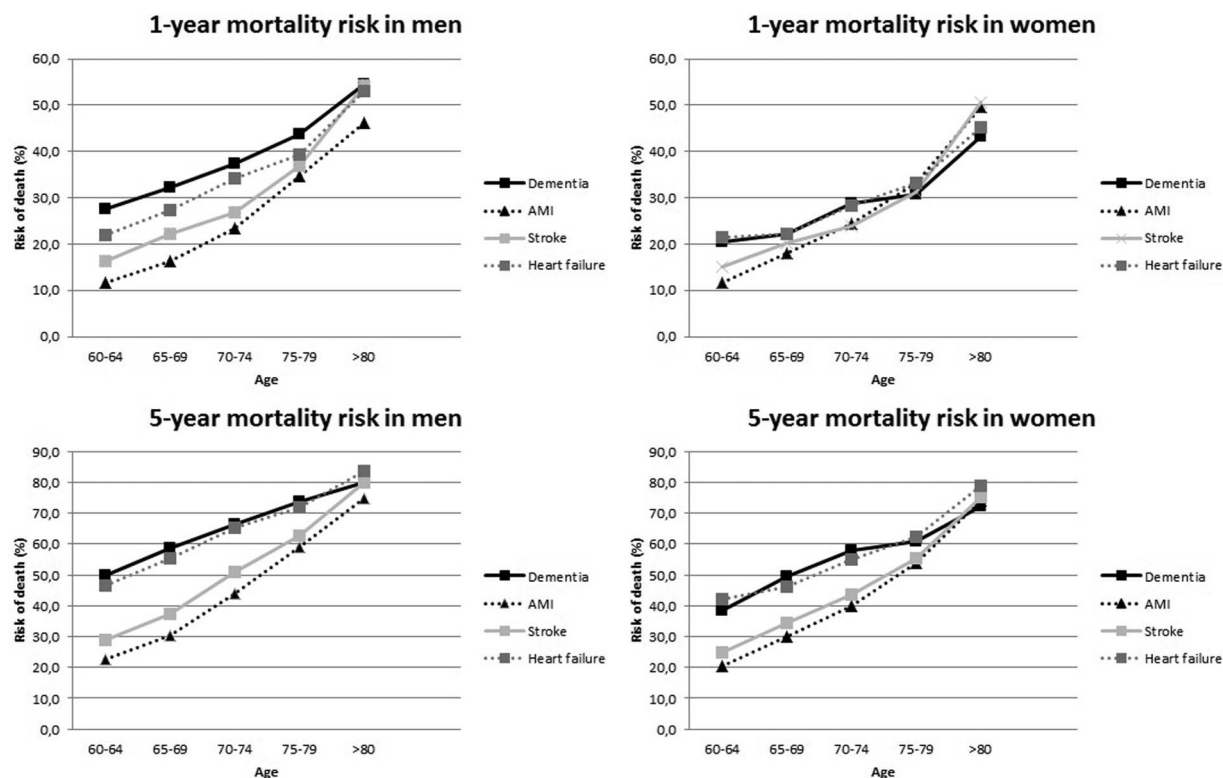 1-year mortality risk in men
60,0
50,0
40,0
30,0
20,0
10,0
0,0
Risk of death (%)
60-64 65-69 70-74 75-79 >80
Age
Dementia
AMI
Stroke
Heart failure
1-year mortality risk in women
60,0
50,0
40,0
30,0
20,0
10,0
0,0
Risk of death (%)
60-64 65-69 70-74 75-79 >80
Age
Dementia
AMI
Stroke
Heart failure
5-year mortality risk in men
90,0
80,0
70,0
60,0
50,0
40,0
30,0
20,0
10,0
0,0
Risk of death (%)
60-64 65-69 70-74 75-79 >80
Age
Dementia
AMI
Stroke
Heart failure
5-year mortality risk in women
90,0
80,0
70,0
60,0
50,0
40,0
30,0
20,0
10,0
0,0
Risk of death (%)
60-64 65-69 70-74 75-79 >80
Age
Dementia
AMI
Stroke
Heart failure